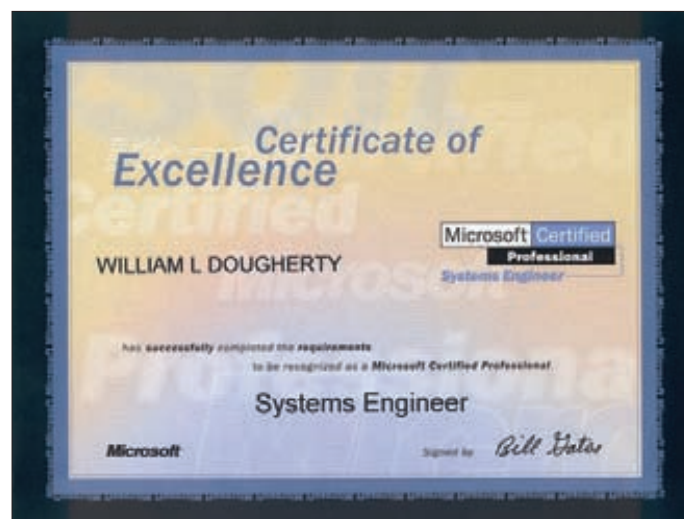 Certificate of
Excellence
Microsoft Certified
Professional
Systems Engineer
WILLIAM L DOUGHERTY
has successfully completed the requirements
to be recognized as a Microsoft Certified Professional.
Systems Engineer
Microsoft
Signed by Bill Gates